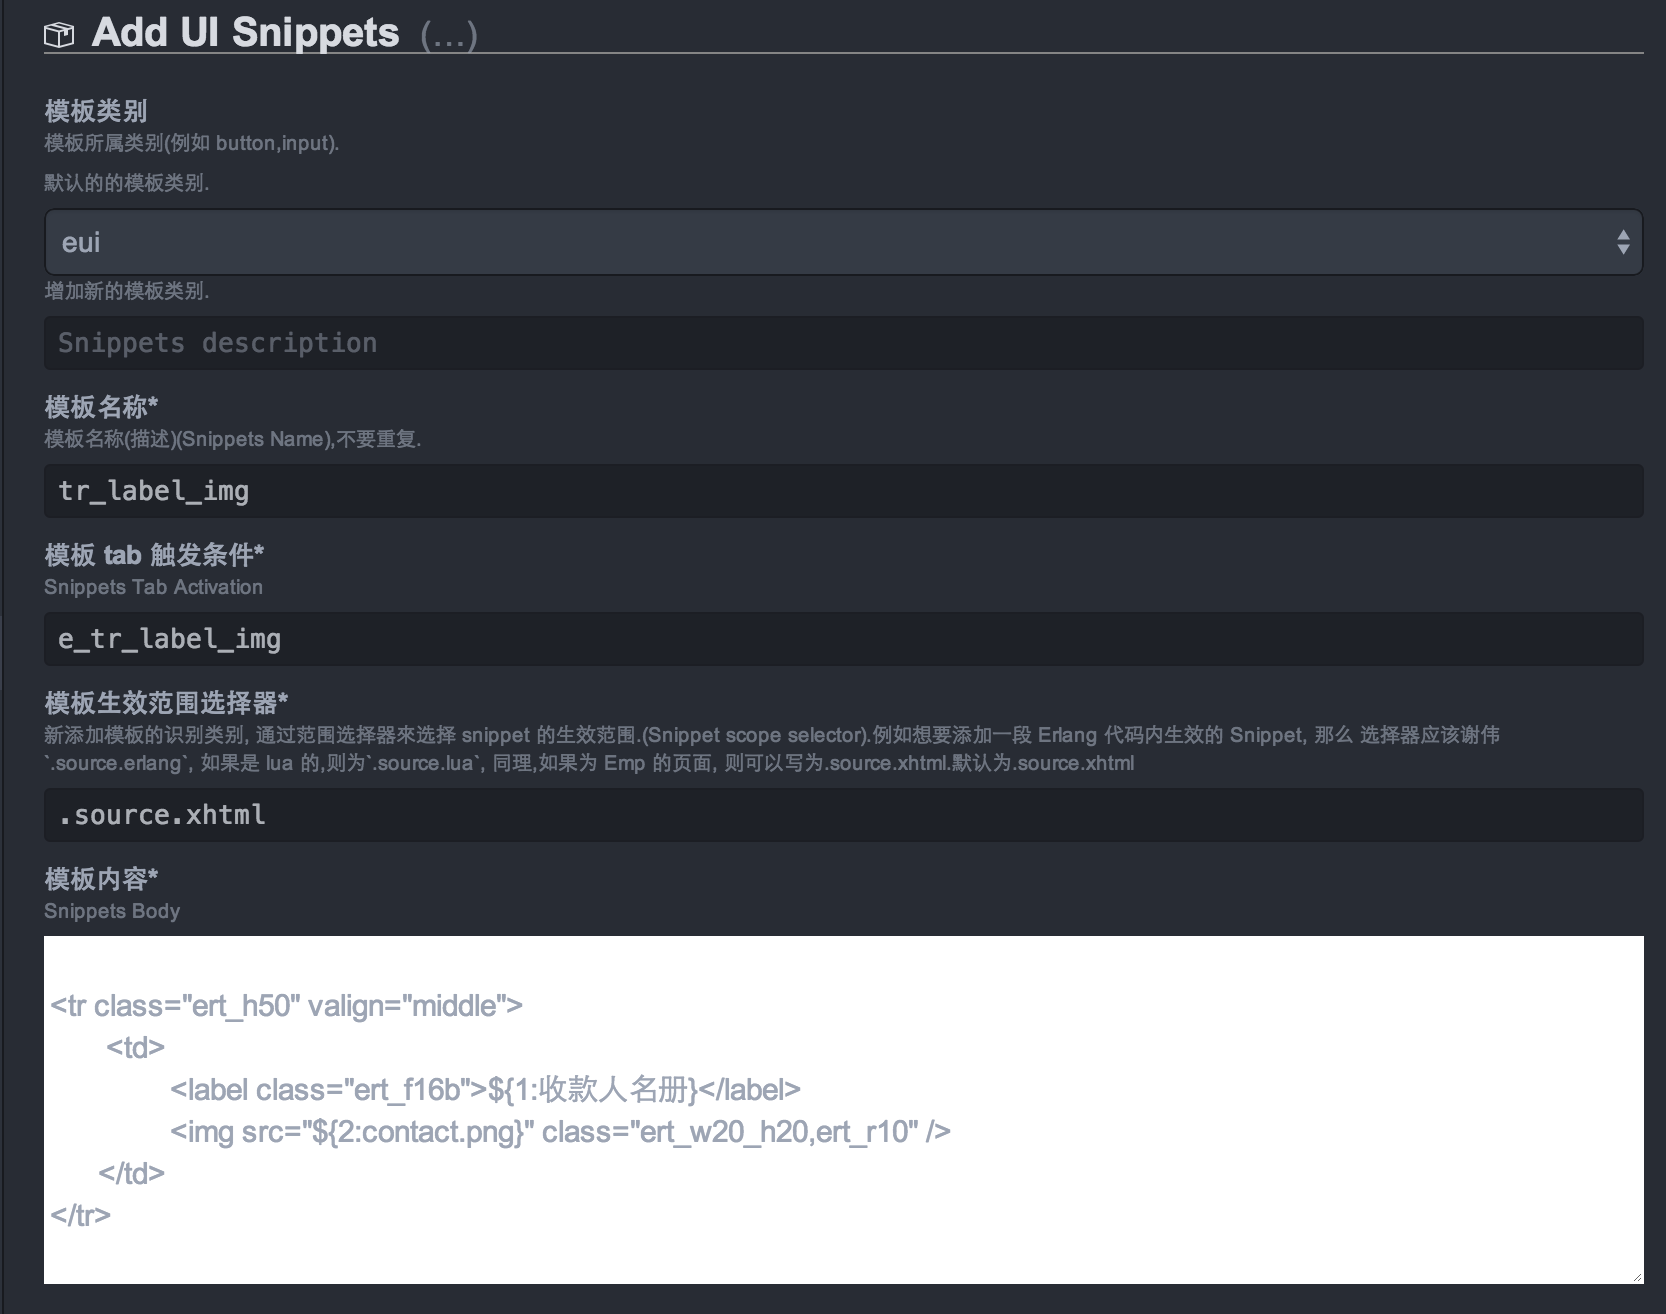 Add UI Snippets (...)
模板类别
模板所属类别(例如 button,input).
默认的的模板类别.
eui
增加新的模板类别.
Snippets description
模板名称*
模板名称(描述)(Snippets Name),不要重复.
tr_label_img
模板 tab 触发条件*
Snippets Tab Activation
e_tr_label_img
模板生效范围选择器*
新添加模板的识别类别, 通过范围选择器來选择 snippet 的生效范围.(Snippet scope selector).例如想要添加一段 Erlang 代码内生效的 Snippet, 那么 选择器应该谢伟
`.source.erlang`, 如果是 lua 的,则为`.source.lua`, 同理,如果为 Emp 的页面, 则可以写为.source.xhtml.默认为.source.xhtml
.source.xhtml
模板内容*
Snippets Body
<tr class="ert_h50" valign="middle">
<td>
<label class="ert_f16b">${1:收款人名册}</label>
<img src="${2:contact.png}" class="ert_w20_h20,ert_r10" />
</td>
</tr>